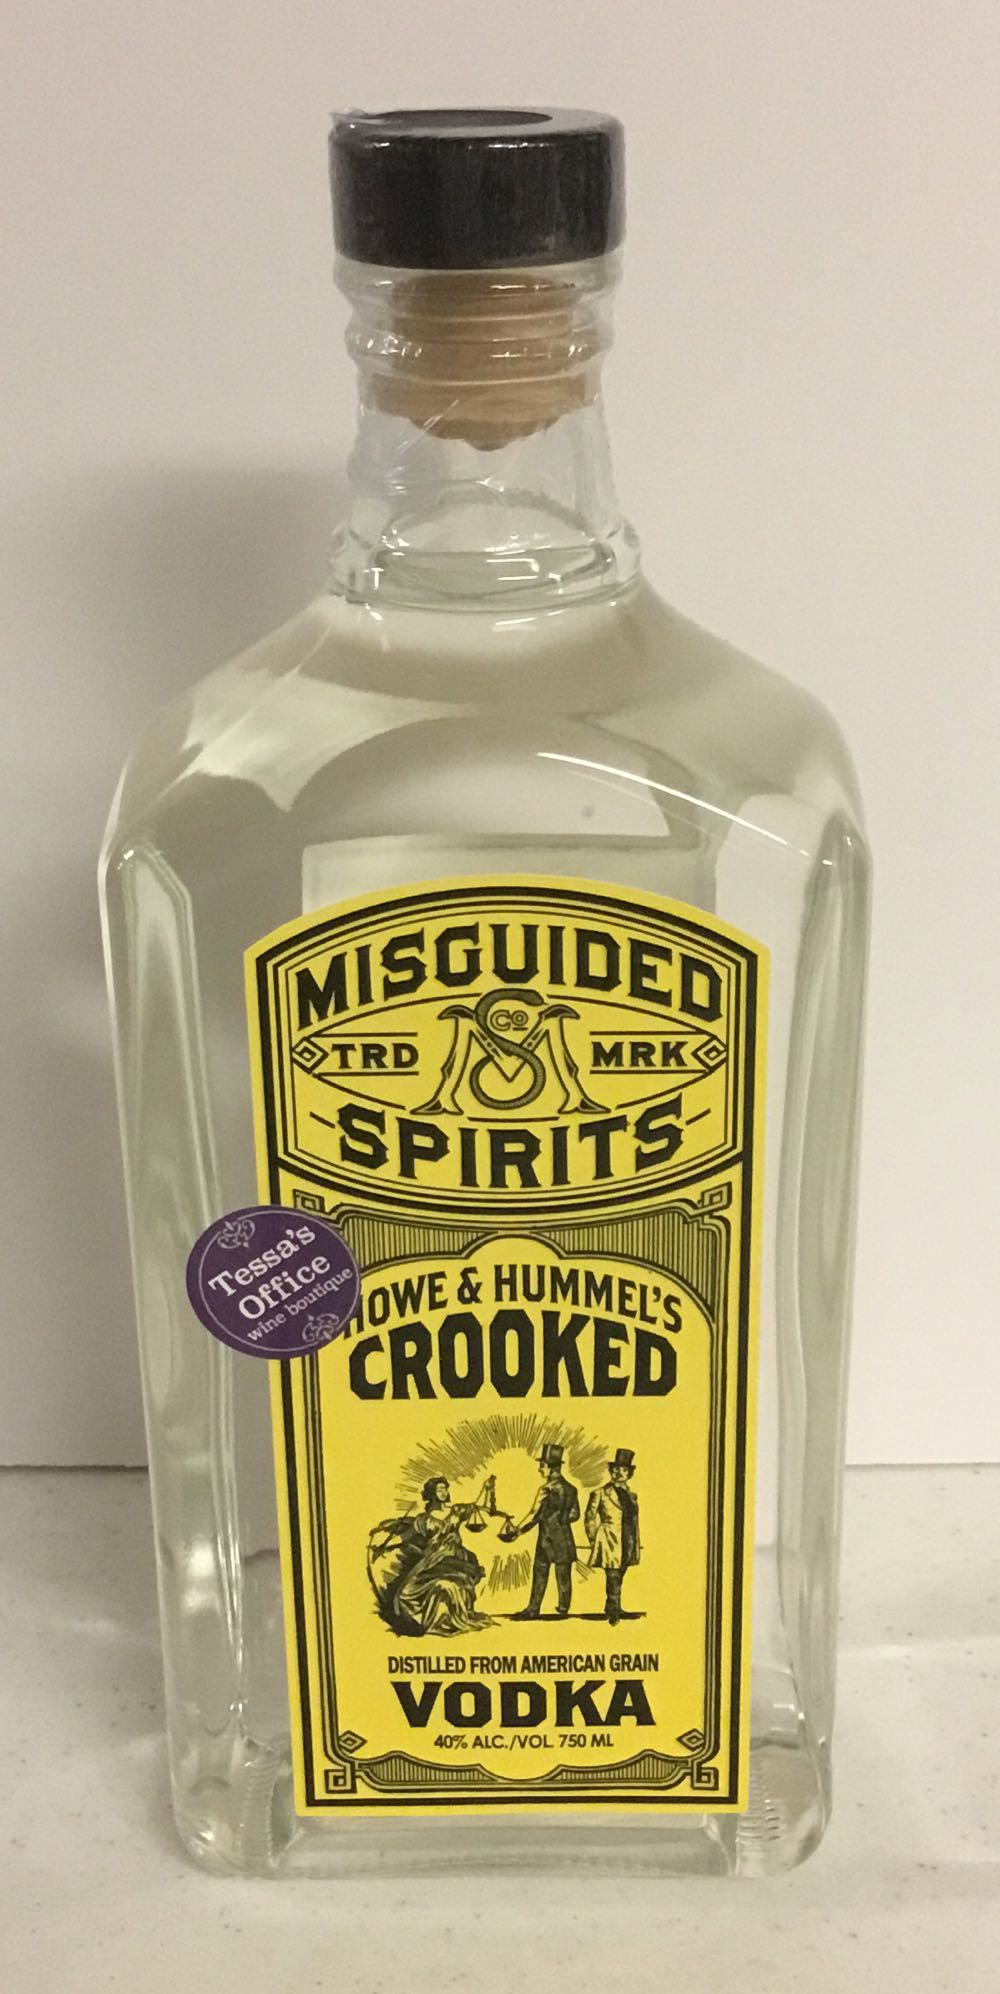 MISGUIDED
CO
TRD MRK
SPIRITS
Tessa's
Office
wine boutique
HOWE & HUMMEL'S
CROOKED
DISTILLED FROM AMERICAN GRAIN
VODKA
40% ALC./VOL. 750 ML